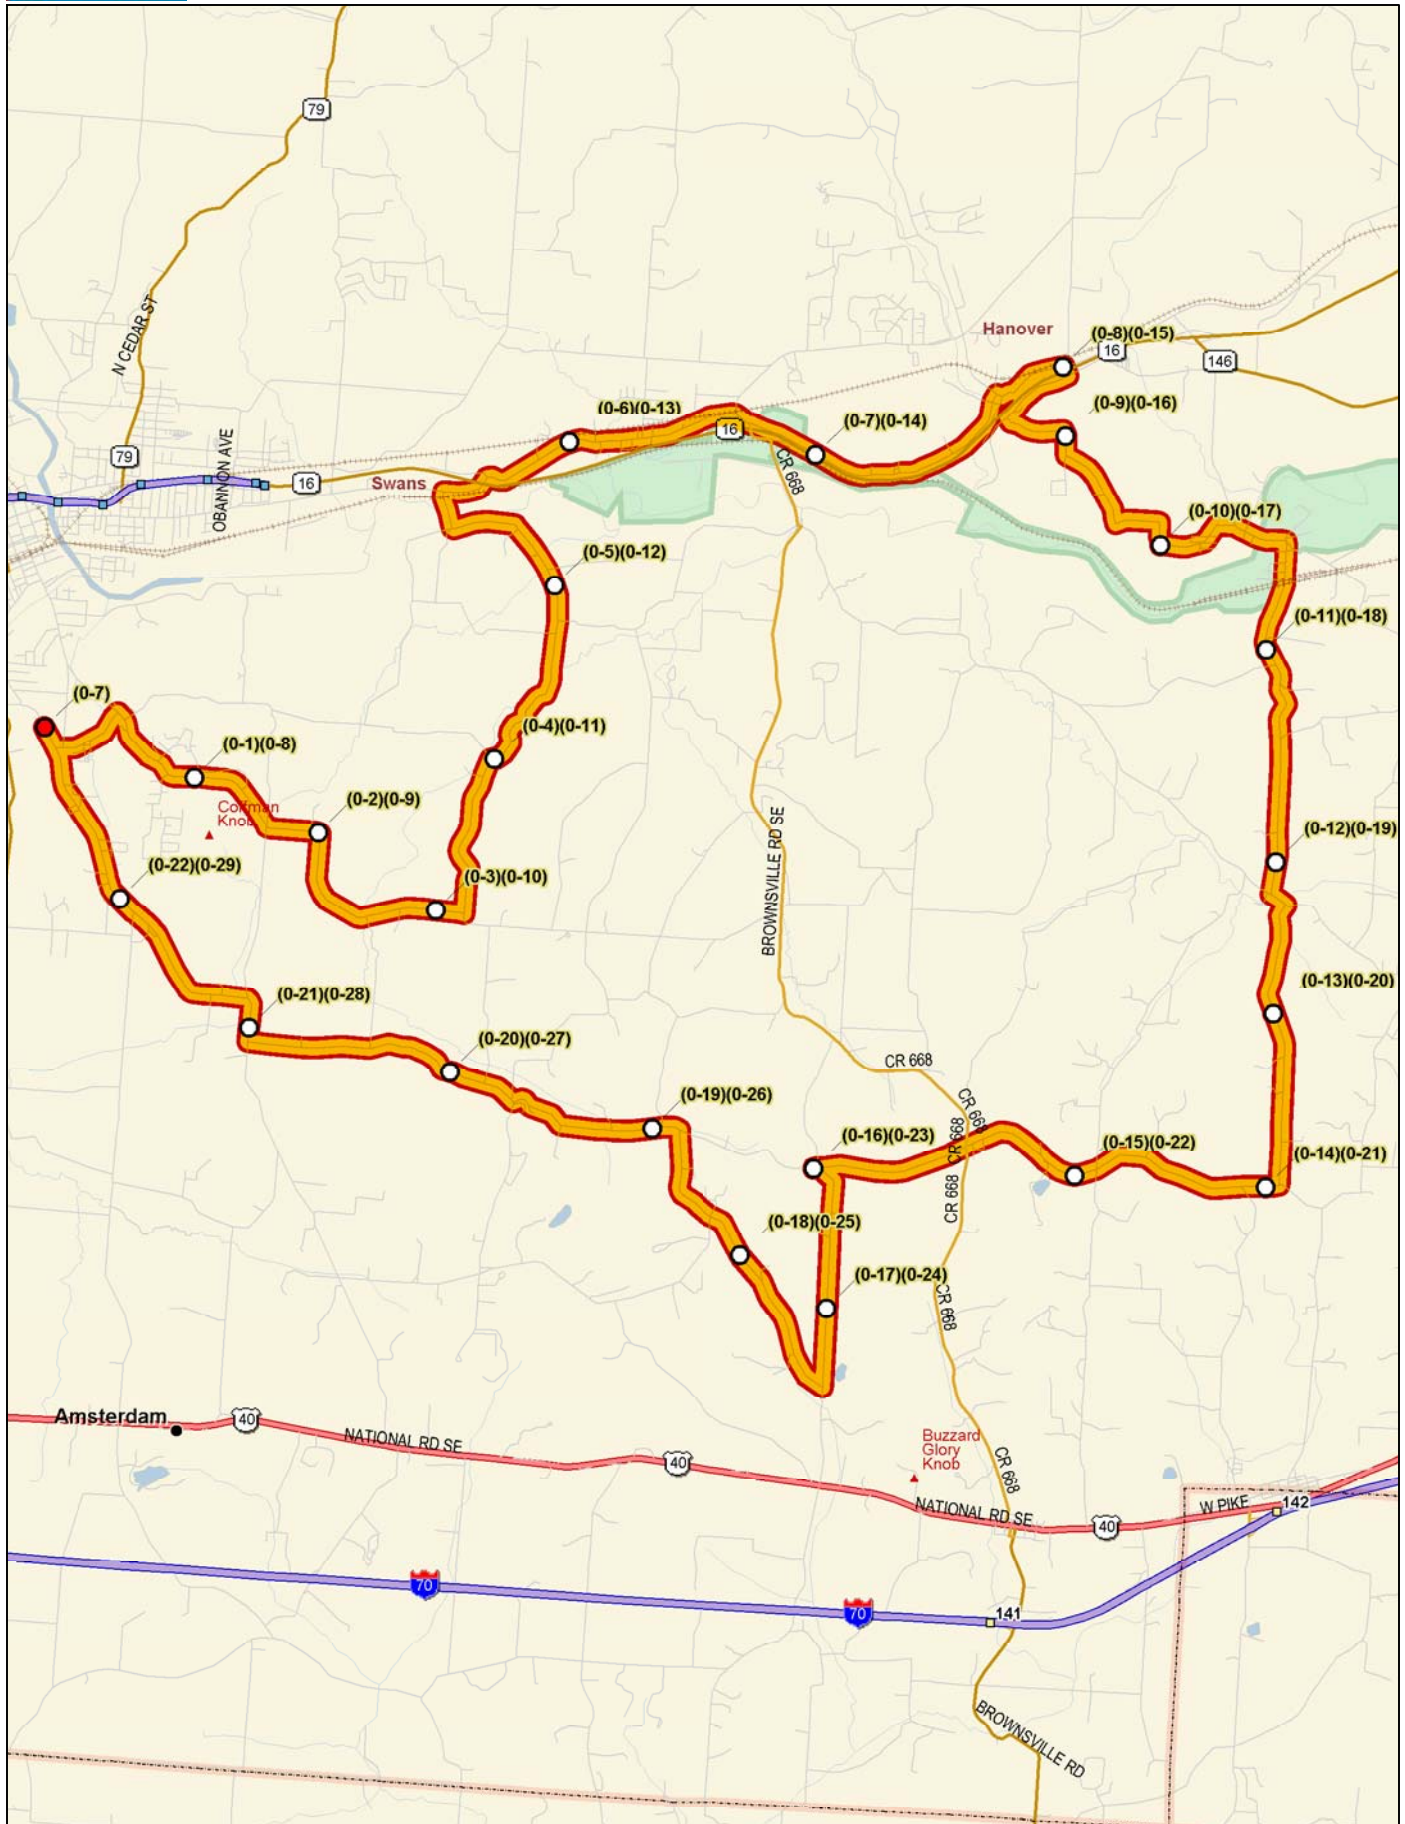 79
N CEDAR ST
Hanover
(0-8)(0-15)
16
146
(0-9)(0-16)
(0-6)(0-13)
(0-7)(0-14)
16
79
OBANNON AVE
16
Swans
CR 668
(0-10)(0-17)
(0-5)(0-12)
(0-11)(0-18)
(0-7)
(0-4)(0-11)
(0-1)(0-8)
(0-2)(0-9)
Coffman
Knob
BROWNSVILLE RD SE
(0-12)(0-19)
(0-22)(0-29)
(0-3)(0-10)
(0-13)(0-20)
(0-21)(0-28)
(0-20)(0-27)
CR 668
(0-19)(0-26)
CR 668
CR 668
(0-16)(0-23)
(0-15)(0-22)
(0-14)(0-21)
CR 668
(0-18)(0-25)
(0-17)(0-24)
CR 668
Amsterdam
40
NATIONAL RD SE
40
Buzzard
Glory
Knob
CR 668
NATIONAL RD SE
40
W PIKE
142
70
70
141
BROWNSVILLE RD